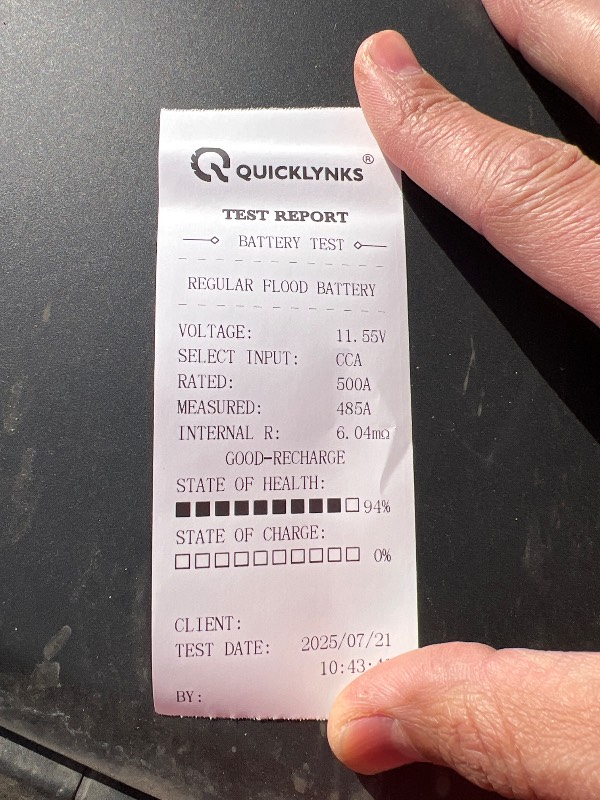 QUICKLYNKS®
TEST REPORT
BATTERY TEST
REGULAR FLOOD BATTERY
VOLTAGE: 11.55V
SELECT INPUT: CCA
RATED: 500A
MEASURED: 485A
INTERNAL R: 6.04mΩ
GOOD-RECHARGE
STATE OF HEALTH:
94%
STATE OF CHARGE:
0%
CLIENT:
TEST DATE: 2025/07/21
10:43:
BY: